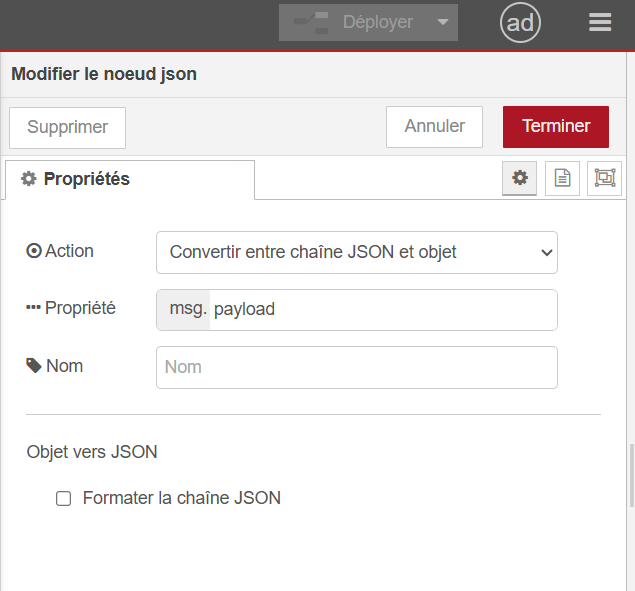 Déployer
ad
Modifier le noeud json
Supprimer
Annuler
Terminer
Propriétés
Action
Convertir entre chaîne JSON et objet
Propriété
msg. payload
Nom
Nom
Objet vers JSON
Formater la chaîne JSON